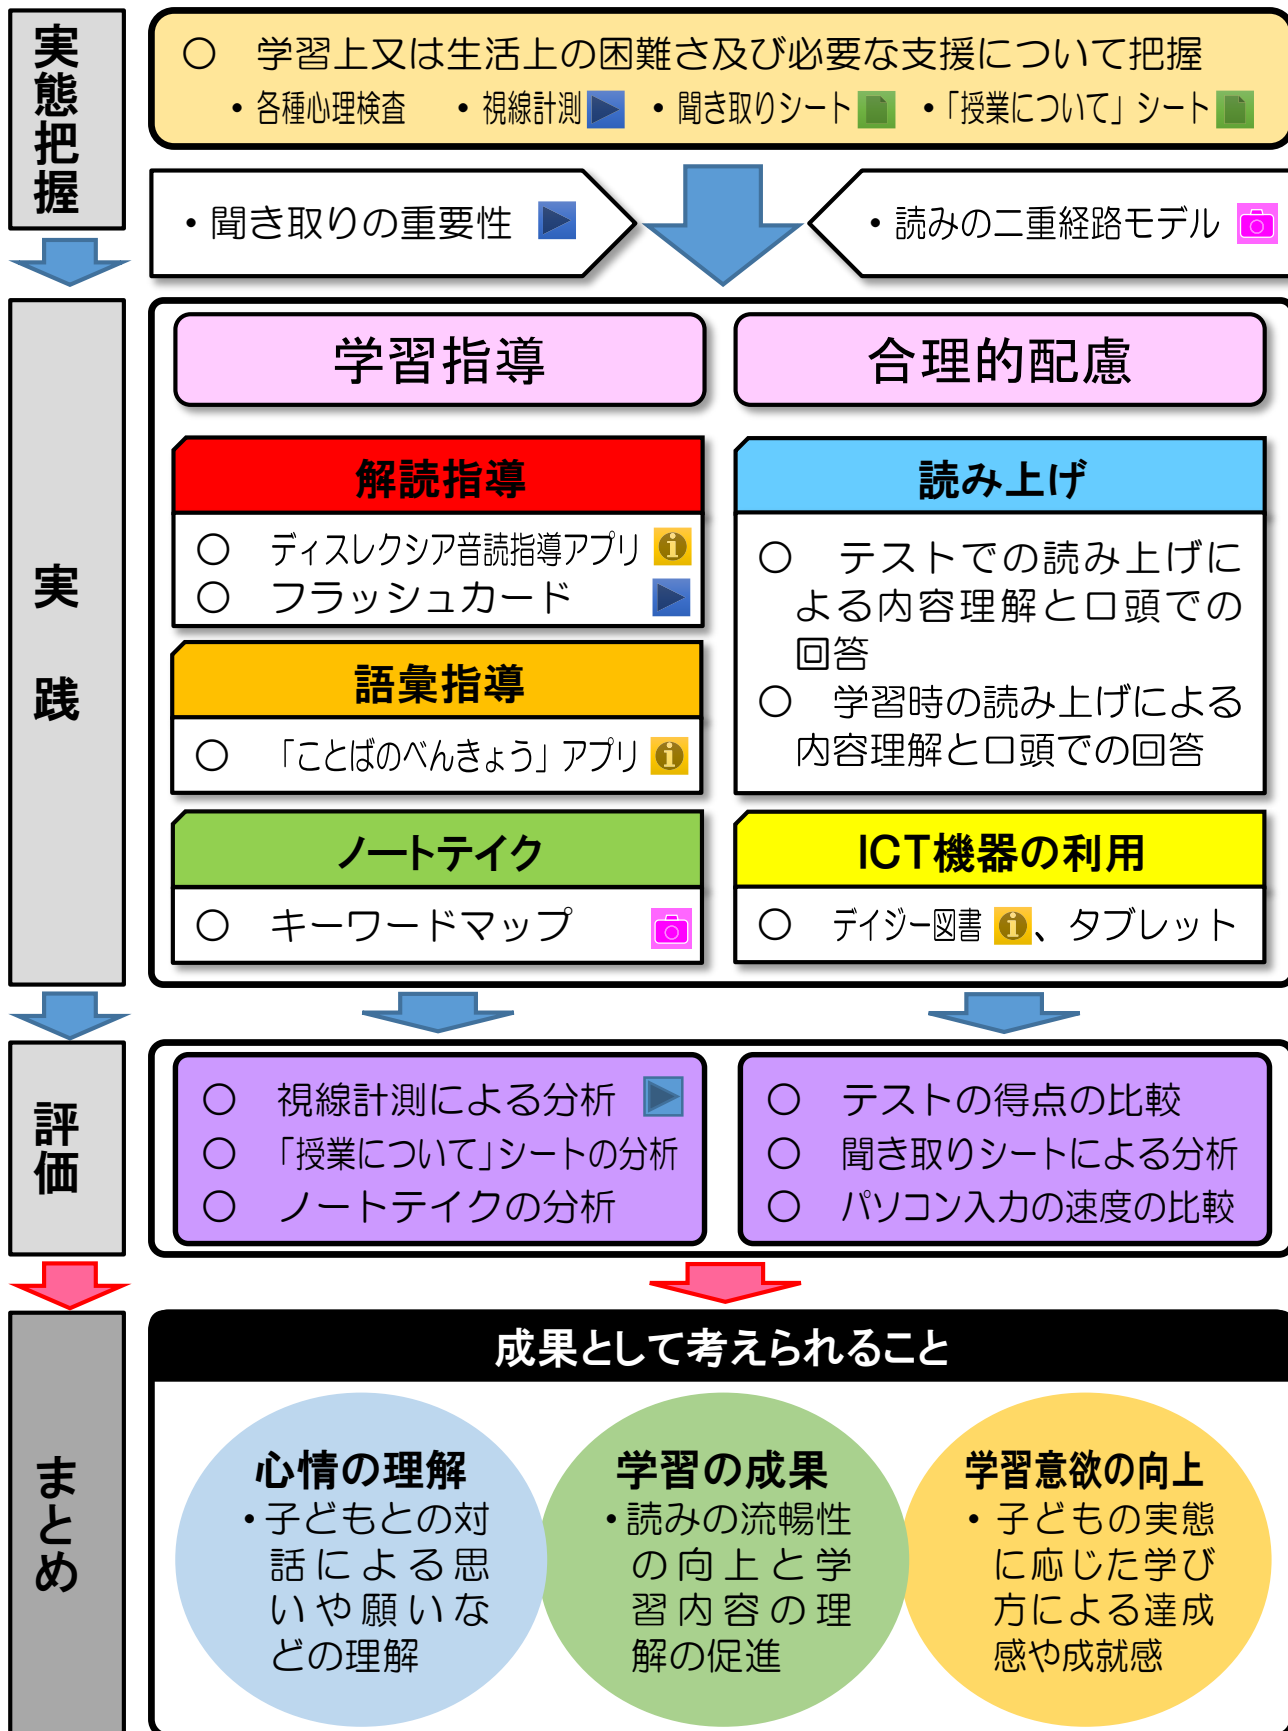 実態把握
○　学習上又は生活上の困難さ及び必要な支援について把握
・各種心理検査　・視線計測　・聞き取りシート　・「授業について」シート
・聞き取りの重要性
・読みの二重経路モデル
実践
学習指導
合理的配慮
解読指導
○　ディスレクシア音読指導アプリ
○　フラッシュカード
語彙指導
○　「ことばのべんきょう」アプリ
ノートテイク
○　キーワードマップ
読み上げ
○　テストでの読み上げに
よる内容理解と口頭での
回答
○　学習時の読み上げによる
内容理解と口頭での回答
ICT機器の利用
○　デイジー図書、タブレット
評価
○　視線計測による分析
○　「授業について」シートの分析
○　ノートテイクの分析
○　テストの得点の比較
○　聞き取りシートによる分析
○　パソコン入力の速度の比較
まとめ
成果として考えられること
心情の理解
・子どもとの対
話による思
いや願いな
どの理解
学習の成果
・読みの流暢性
の向上と学
習内容の理
解の促進
学習意欲の向上
・子どもの実態
に応じた学び
方による達成
感や成就感